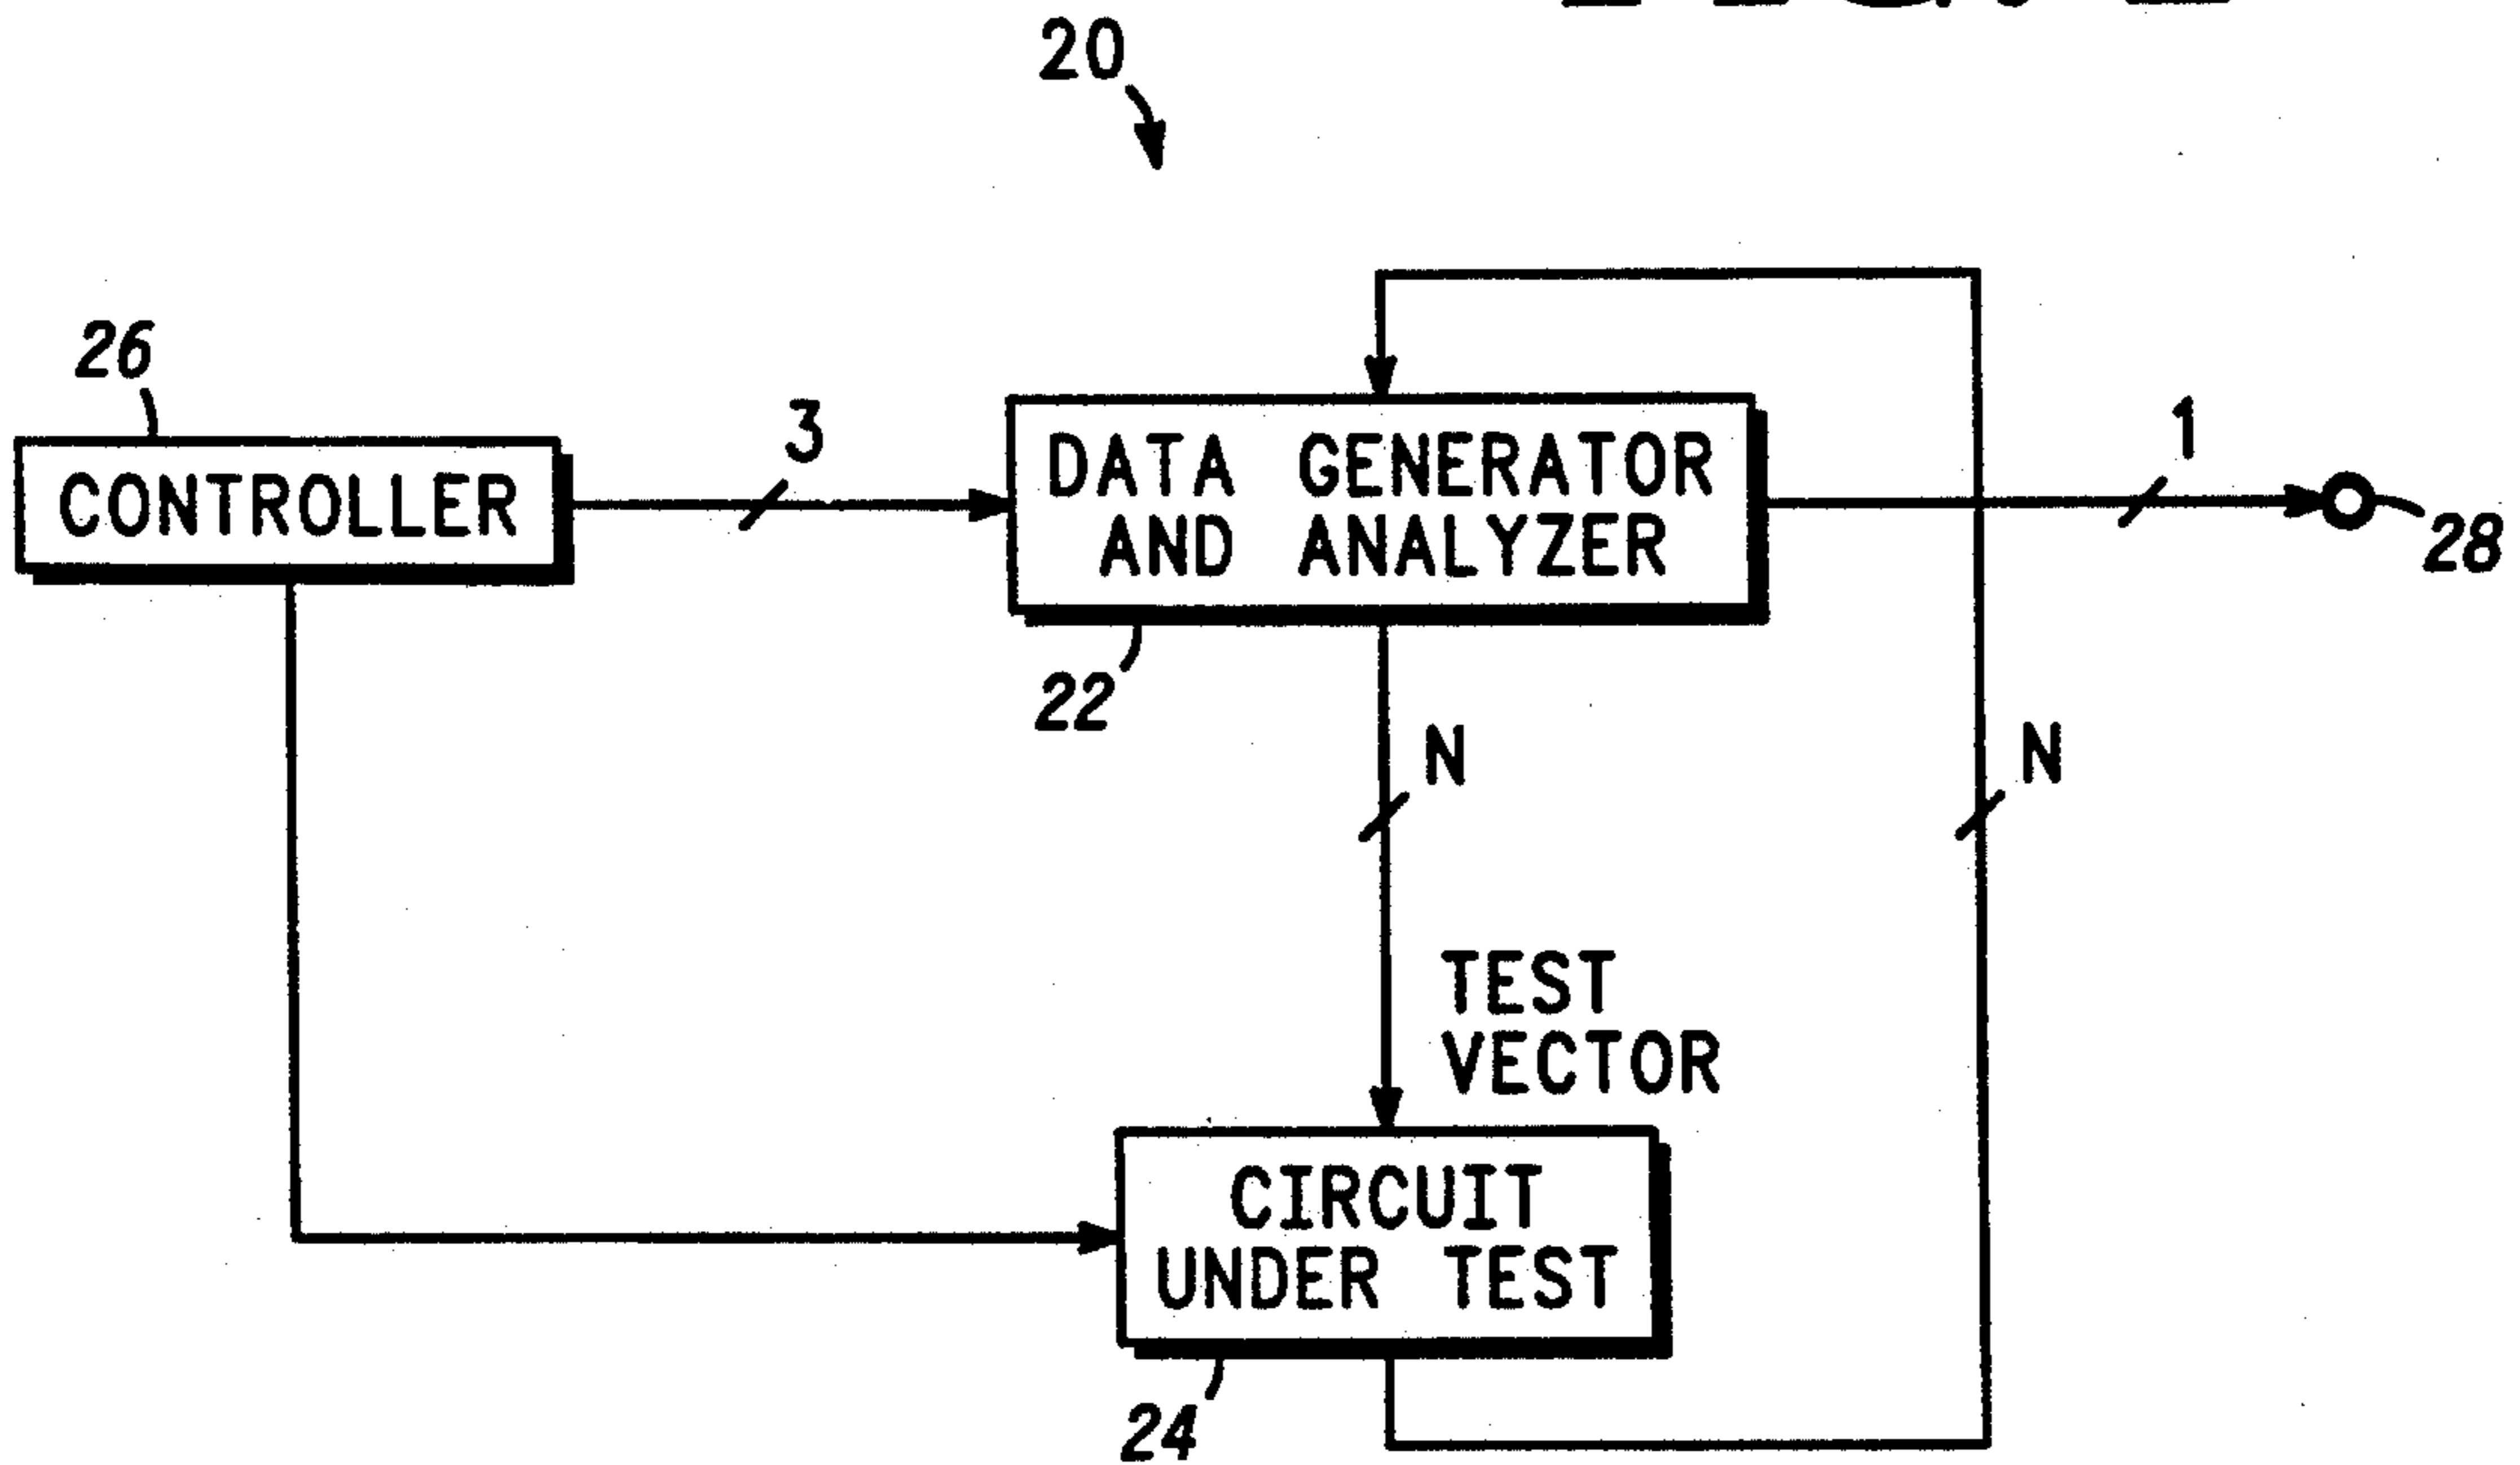 20
26
3
1
CONTROLLER
DATA GENERATOR
AND ANALYZER
28
22
N
N
TEST
VECTOR
CIRCUIT
UNDER TEST
24